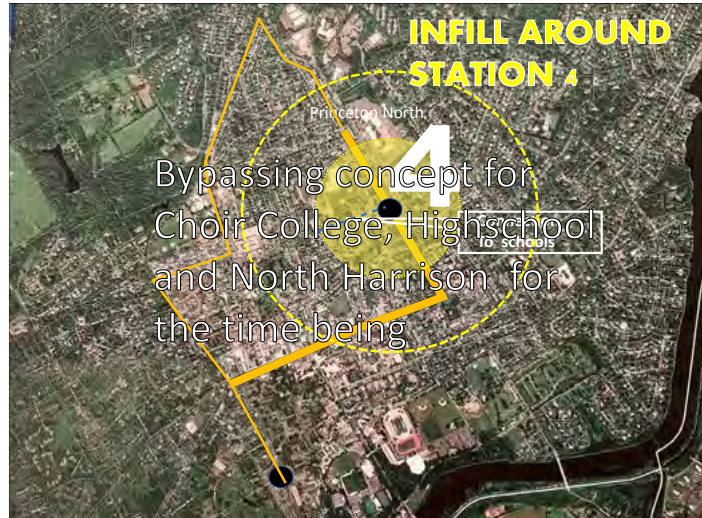 INFILL AROUND
STATION 4
Princeton North
4
Bypassing concept for
Choir College, Highschool
and North Harrison for
the time being
schools